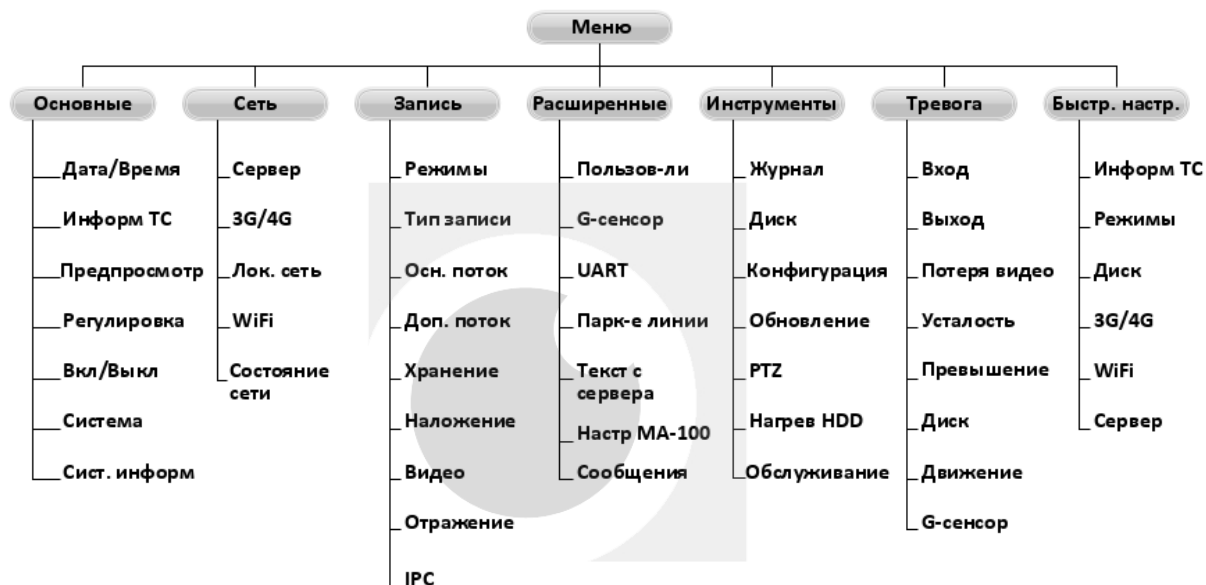 Меню
Основные
Сеть
Запись
Расширенные
Инструменты
Тревога
Быстр. настр.
Дата/Время
Информ ТС
Предпросмотр
Регулировка
Вкл/Выкл
Система
Сист. информ
Сервер
3G/4G
Лок. сеть
WiFi
Состояние
сети
Режимы
Тип записи
Осн. поток
Доп. поток
Хранение
Наложение
Видео
Отражение
IPC
Пользов-ли
G-сенсор
UART
Парк-е линии
Текст с
сервера
Настр МА-100
Сообщения
Журнал
Диск
Конфигурация
Обновление
PTZ
Нагрев HDD
Обслуживание
Вход
Выход
Потеря видео
Усталость
Превышение
Диск
Движение
G-сенсор
Информ ТС
Режимы
Диск
3G/4G
WiFi
Сервер